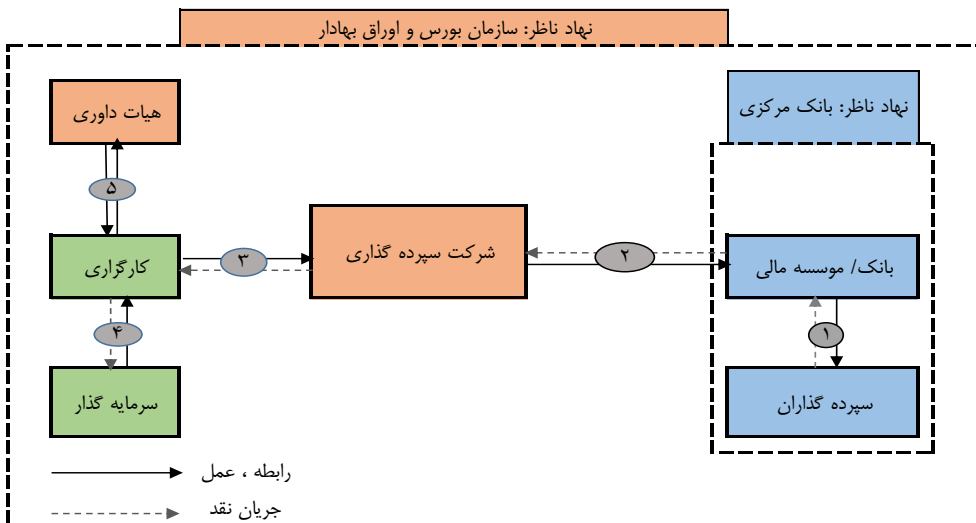 نهاد ناظر: سازمان بورس و اوراق بهادار
هیات داوری
نهاد ناظر: بانک مرکزی
۵
کارگزاری
۳
شرکت سپرده گذاری
۲
بانک/ موسسه مالی
۴
۱
سرمایه گذار
سپرده گذاران
رابطه ، عمل
جریان نقد